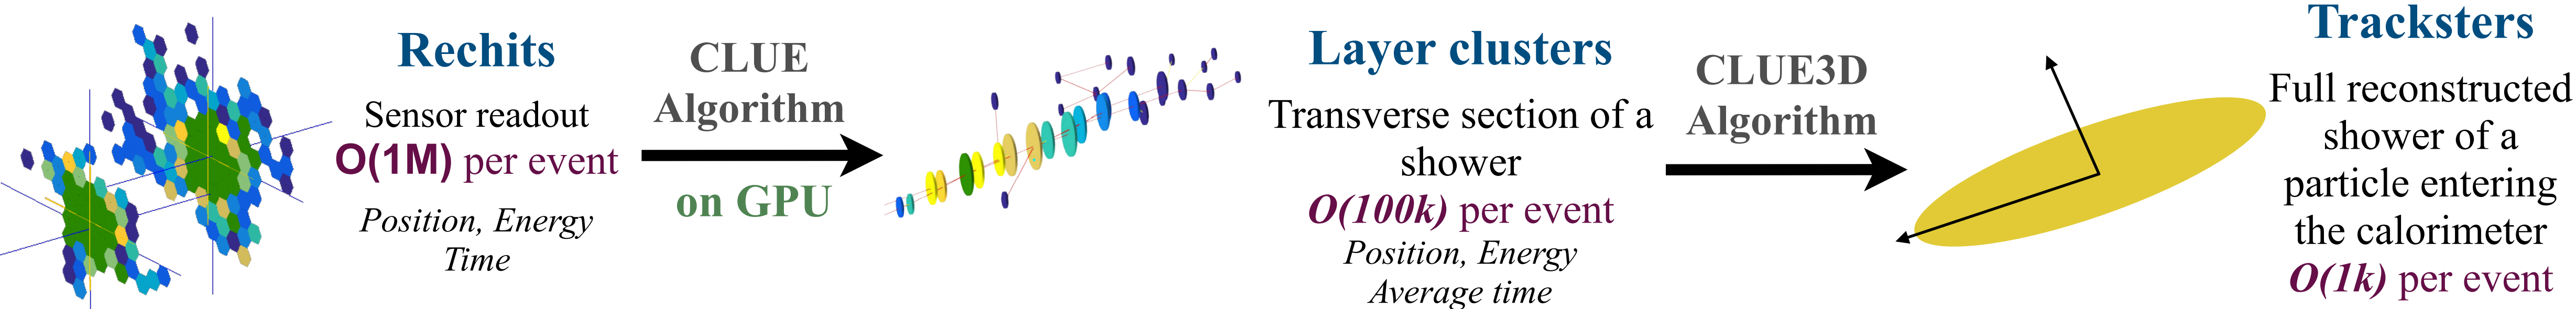 Rechits
Sensor readout
O(1M) per event
Position, Energy
Time
CLUE
Algorithm
on GPU
Layer clusters
Transverse section of a
shower
O(100k) per event
Position, Energy
Average time
CLUE3D
Algorithm
Tracksters
Full reconstructed
shower of a
particle entering
the calorimeter
O(1k) per event